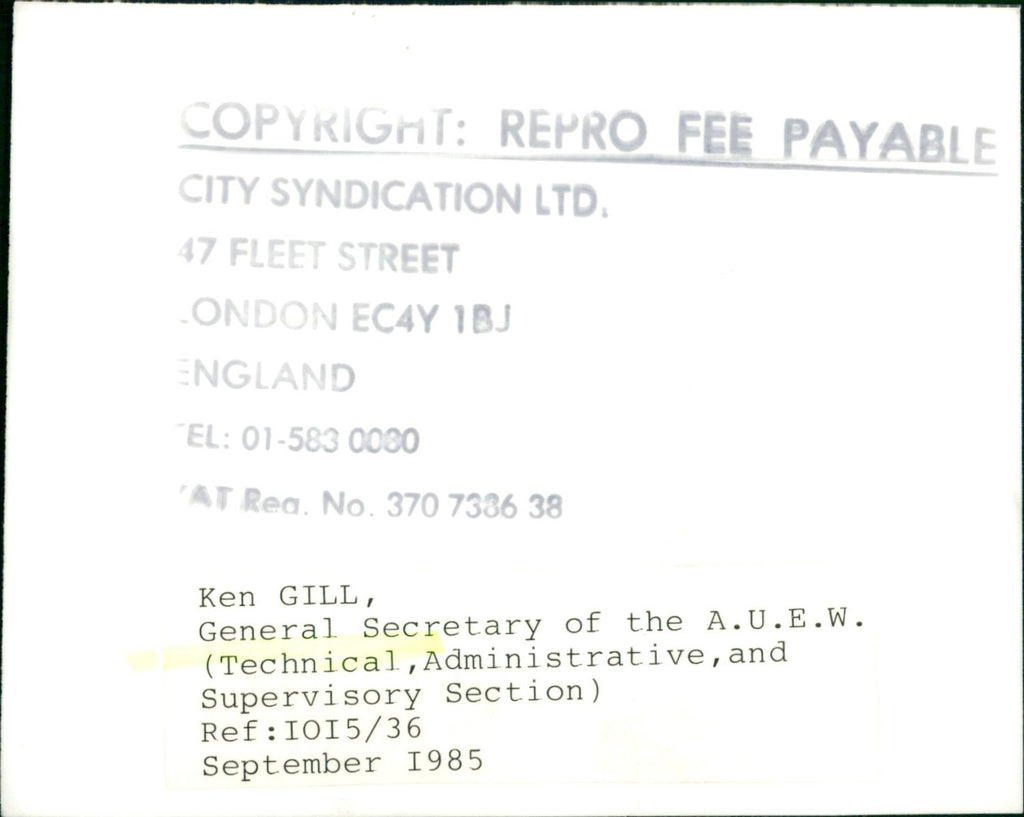 COPYRIGHT: REPRO FEE PAYABLE
CITY SYNDICATION LTD.
47 FLEET STREET
LONDON EC4Y 1BJ
ENGLAND
TEL: 01-583 0080
VAT Reg. No. 370 7386 38
Ken GILL,
General Secretary of the A.U.E.W.
(Technical,Administrative,and
Supervisory Section)
Ref:IOI5/36
September I985